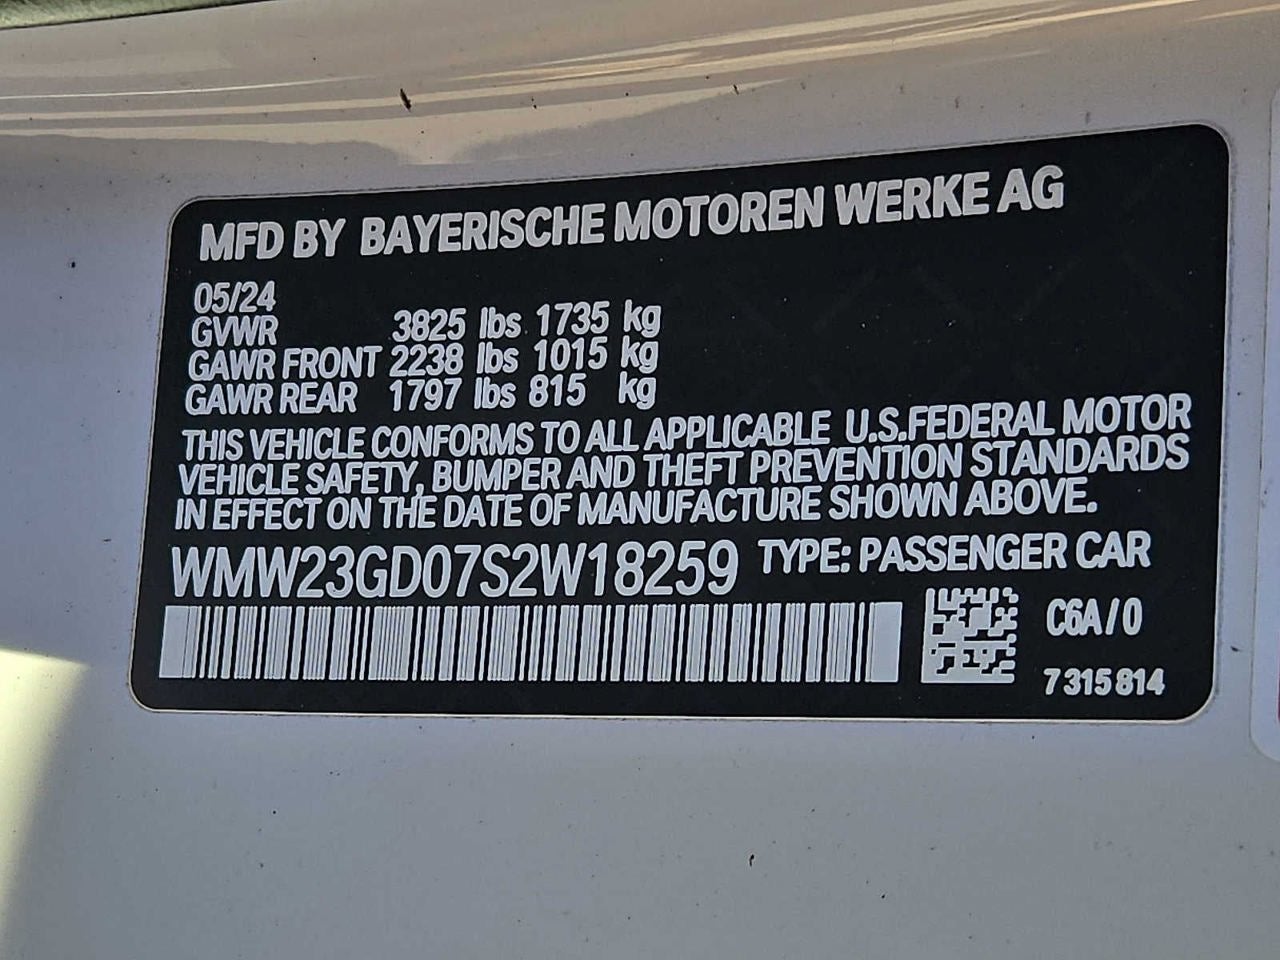 MFD BY BAYERISCHE MOTOREN WERKE AG
05/24
GVWR 3825 lbs 1735 kg
GAWR FRONT 2238 lbs 1015 kg
GAWR REAR 1797 lbs 815 kg
THIS VEHICLE CONFORMS TO ALL APPLICABLE U.S.FEDERAL MOTOR
VEHICLE SAFETY, BUMPER AND THEFT PREVENTION STANDARDS
IN EFFECT ON THE DATE OF MANUFACTURE SHOWN ABOVE.
WMW23GD07S2W18259 TYPE: PASSENGER CAR
C6A/0
7315814